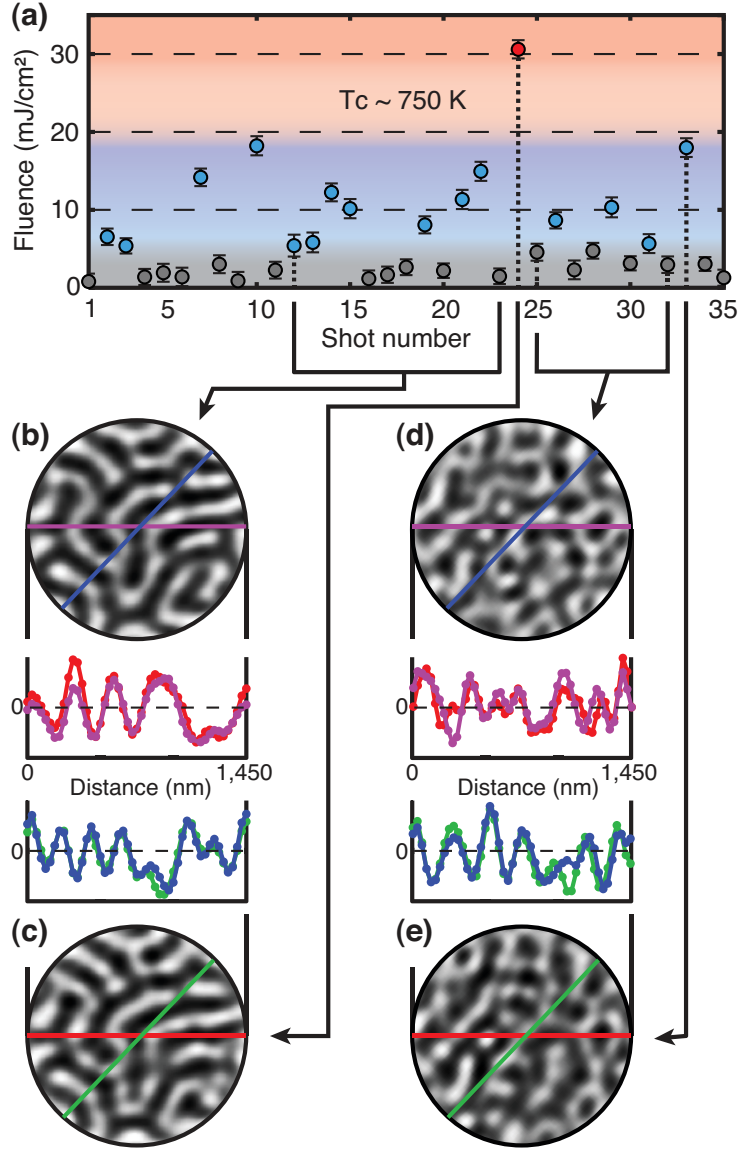 (a)
Fluence (mJ/cm²)
30
20
10
0
Tc ~ 750 K
1 5 10 15 20 25 30 35
Shot number
(b) (d)
0 0
0 1,450 0 1,450
Distance (nm) Distance (nm)
0 0
(c) (e)